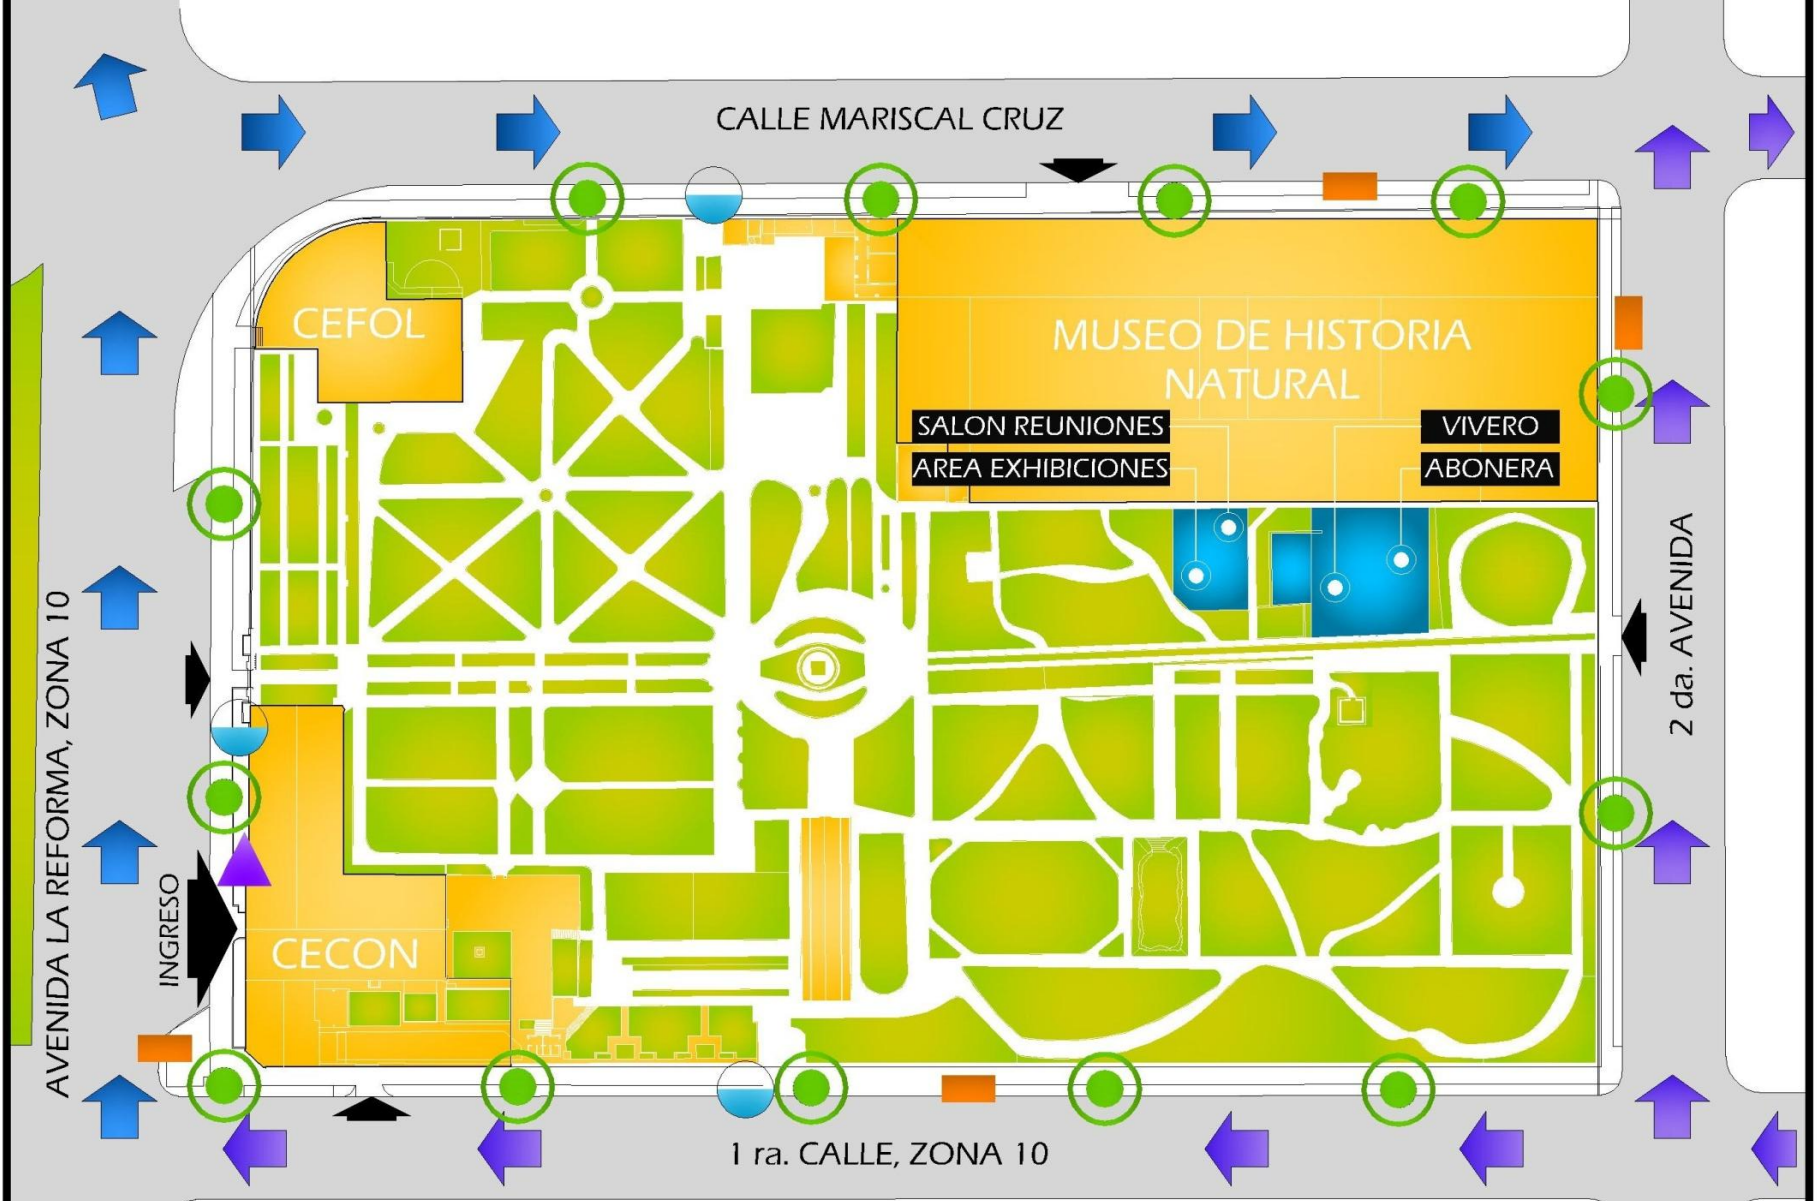 CALLE MARISCAL CRUZ
CEFOL
MUSEO DE HISTORIA
NATURAL
SALON REUNIONES
VIVERO
AREA EXHIBICIONES
ABONERA
AVENIDA LA REFORMA, ZONA 10
2 da. AVENIDA
INGRESO
CECON
1 ra. CALLE, ZONA 10